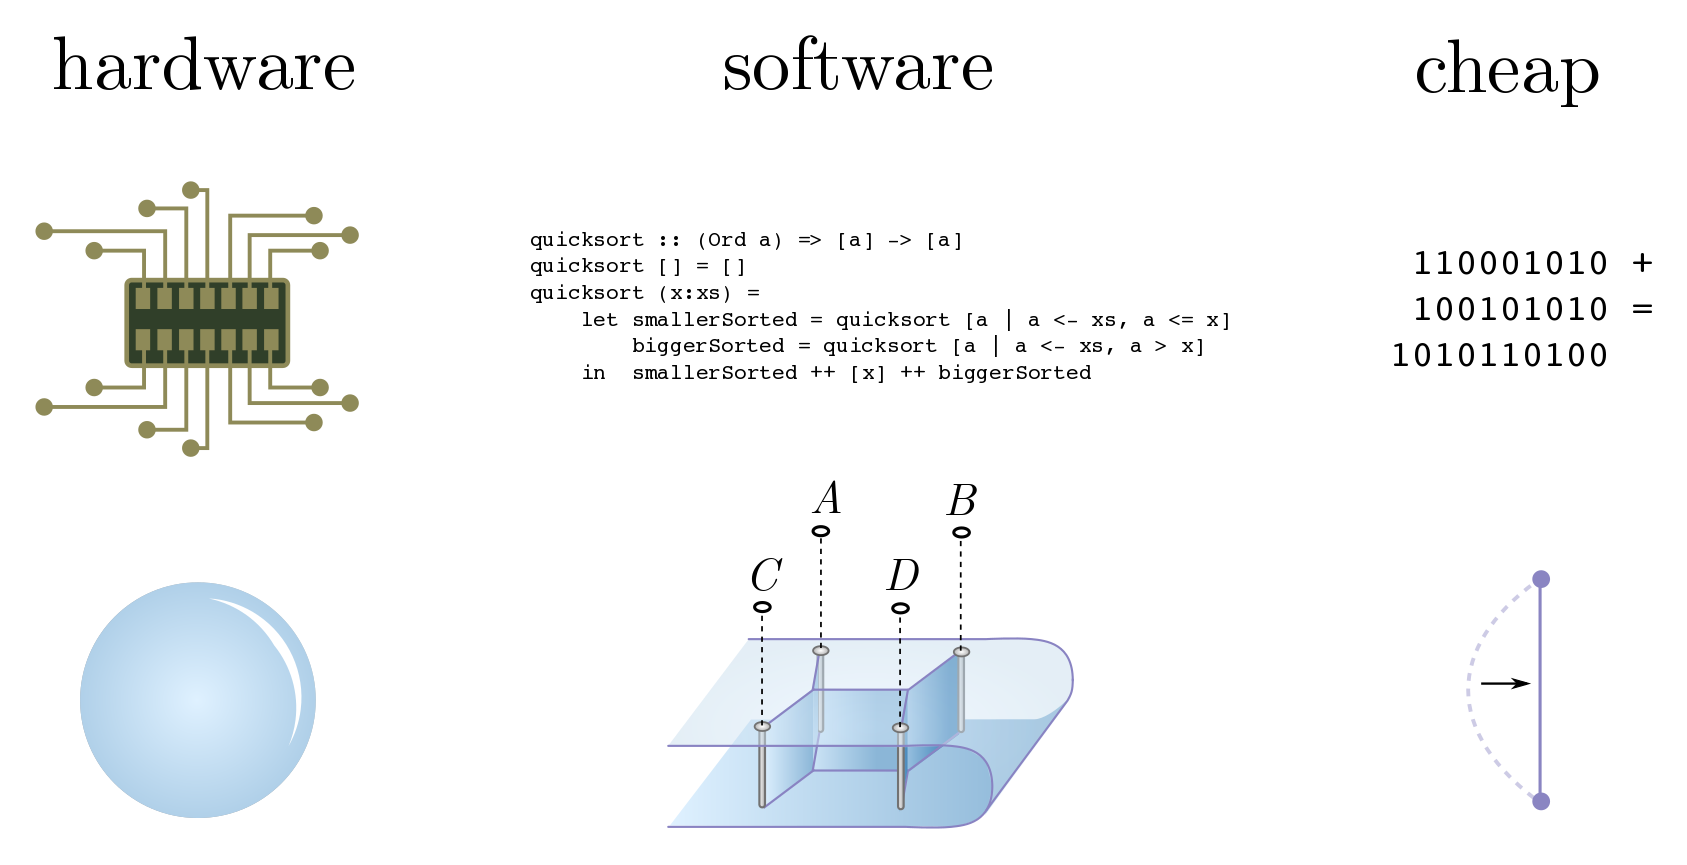 hardware
software
cheap
quicksort :: (Ord a) => [a] -> [a]
quicksort [] = []
quicksort (x:xs) =
    let smallerSorted = quicksort [a | a <- xs, a <= x]
        biggerSorted = quicksort [a | a <- xs, a > x]
    in  smallerSorted ++ [x] ++ biggerSorted
110001010 +
100101010 =
1010110100
A
B
C
D